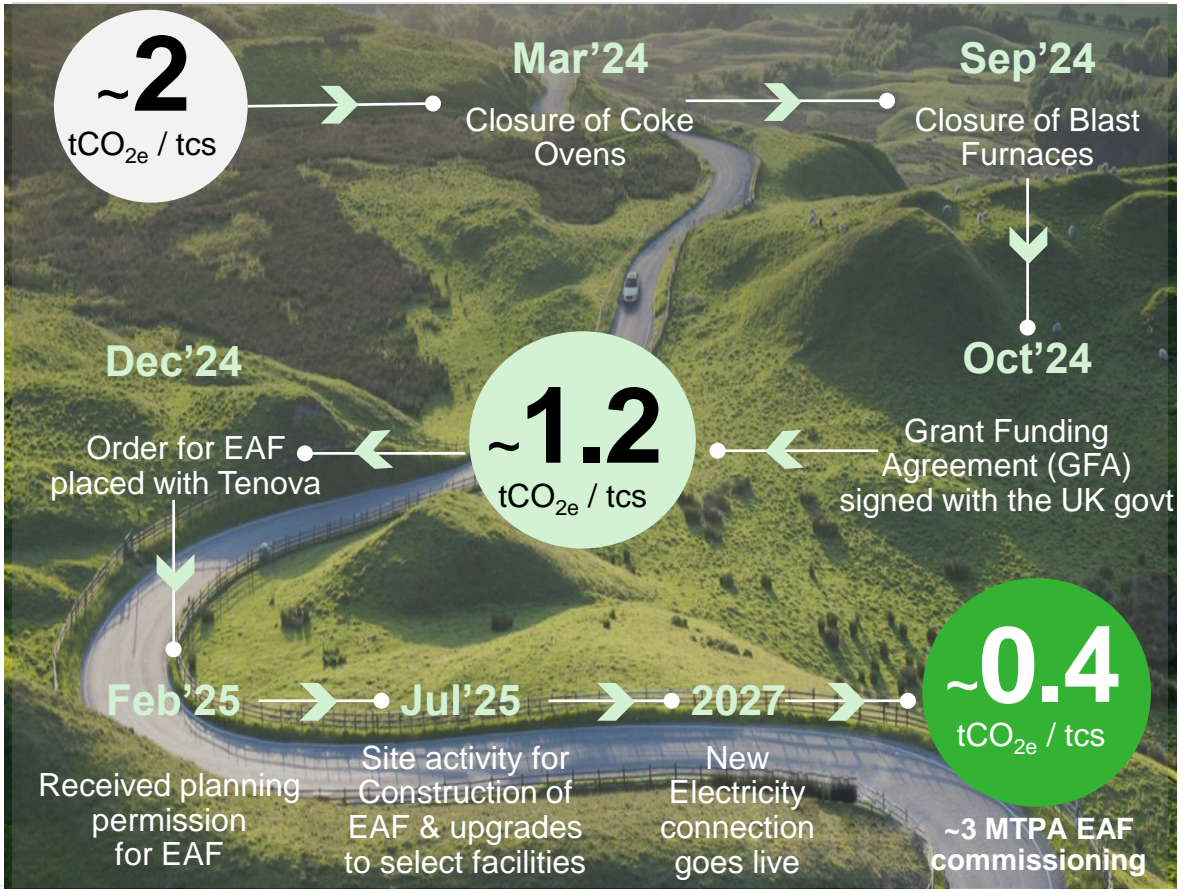 ~2
tCO2e / tcs
Mar’24
Closure of Coke
Ovens
Sep’24
Closure of Blast
Furnaces
Oct’24
Grant Funding
Agreement (GFA)
signed with the UK govt
~1.2
tCO2e / tcs
Dec’24
Order for EAF
placed with Tenova
Feb’25
Received planning
permission
for EAF
Jul’25
Site activity for
Construction of
EAF & upgrades
to select facilities
2027
New
Electricity
connection
goes live
~0.4
tCO2e / tcs
~3 MTPA EAF
commissioning